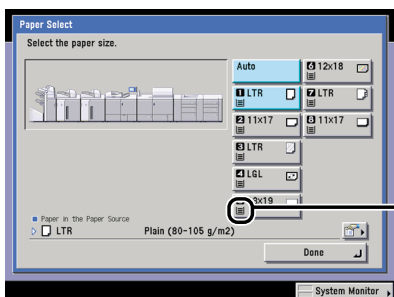 Paper Select
Select the paper size.
Auto
1 LTR
2 11x17
3 LTR
4 LGL
3x19
6 12x18
7 LTR
8 11x17
Paper in the Paper Source
LTR Plain (80-105 g/m2)
Done
System Monitor